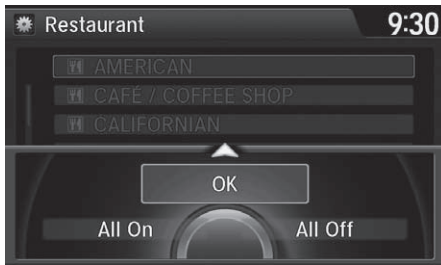 Restaurant 9:30
AMERICAN
CAFÉ / COFFEE SHOP
CALIFORNIAN
OK
All On All Off